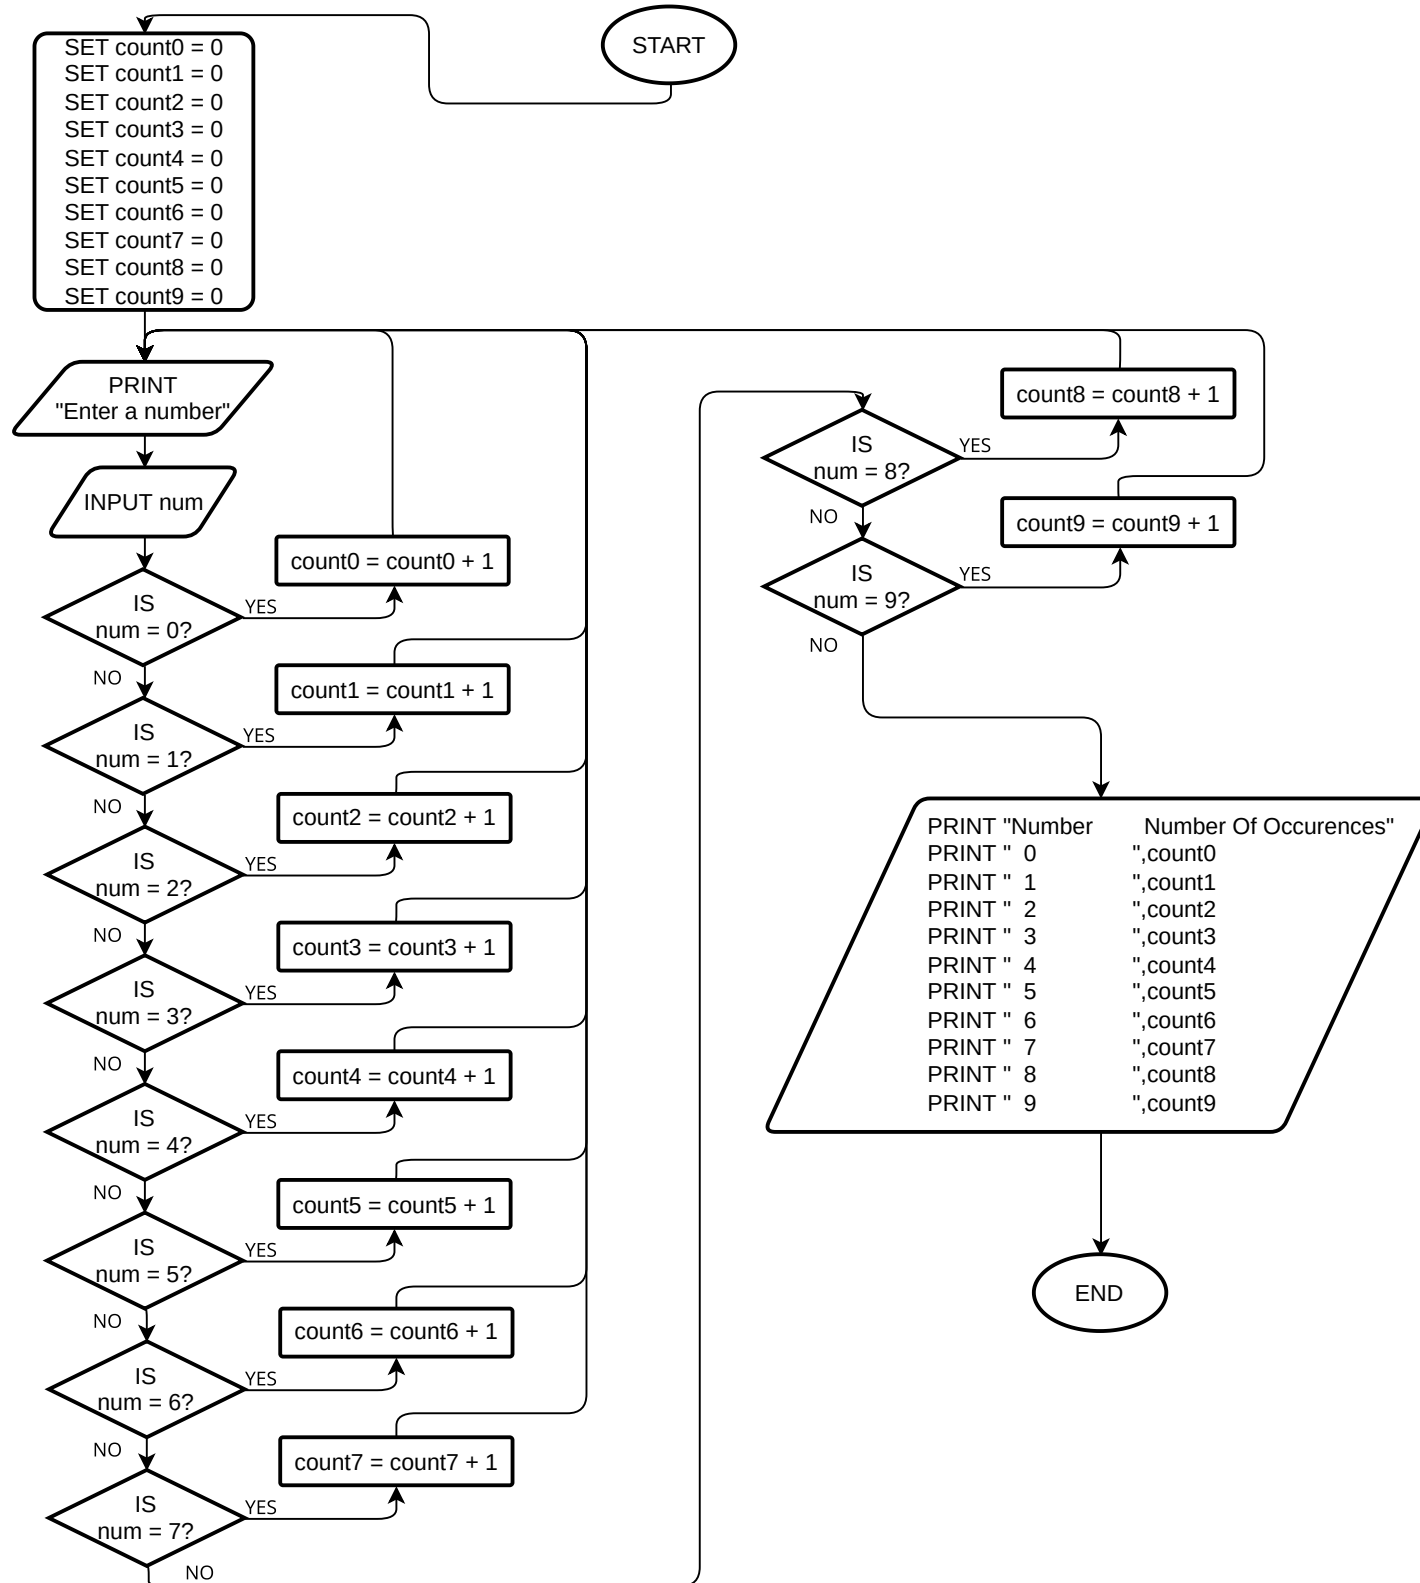 START
SET count0 = 0
SET count1 = 0
SET count2 = 0
SET count3 = 0
SET count4 = 0
SET count5 = 0
SET count6 = 0
SET count7 = 0
SET count8 = 0
SET count9 = 0
PRINT
"Enter a number"
INPUT num
IS
num = 0?
YES
count0 = count0 + 1
NO
IS
num = 1?
YES
count1 = count1 + 1
NO
IS
num = 2?
YES
count2 = count2 + 1
NO
IS
num = 3?
YES
count3 = count3 + 1
NO
IS
num = 4?
YES
count4 = count4 + 1
NO
IS
num = 5?
YES
count5 = count5 + 1
NO
IS
num = 6?
YES
count6 = count6 + 1
NO
IS
num = 7?
YES
count7 = count7 + 1
NO
IS
num = 8?
YES
count8 = count8 + 1
NO
IS
num = 9?
YES
count9 = count9 + 1
NO
PRINT "Number Number Of Occurences"
PRINT " 0 ",count0
PRINT " 1 ",count1
PRINT " 2 ",count2
PRINT " 3 ",count3
PRINT " 4 ",count4
PRINT " 5 ",count5
PRINT " 6 ",count6
PRINT " 7 ",count7
PRINT " 8 ",count8
PRINT " 9 ",count9
END